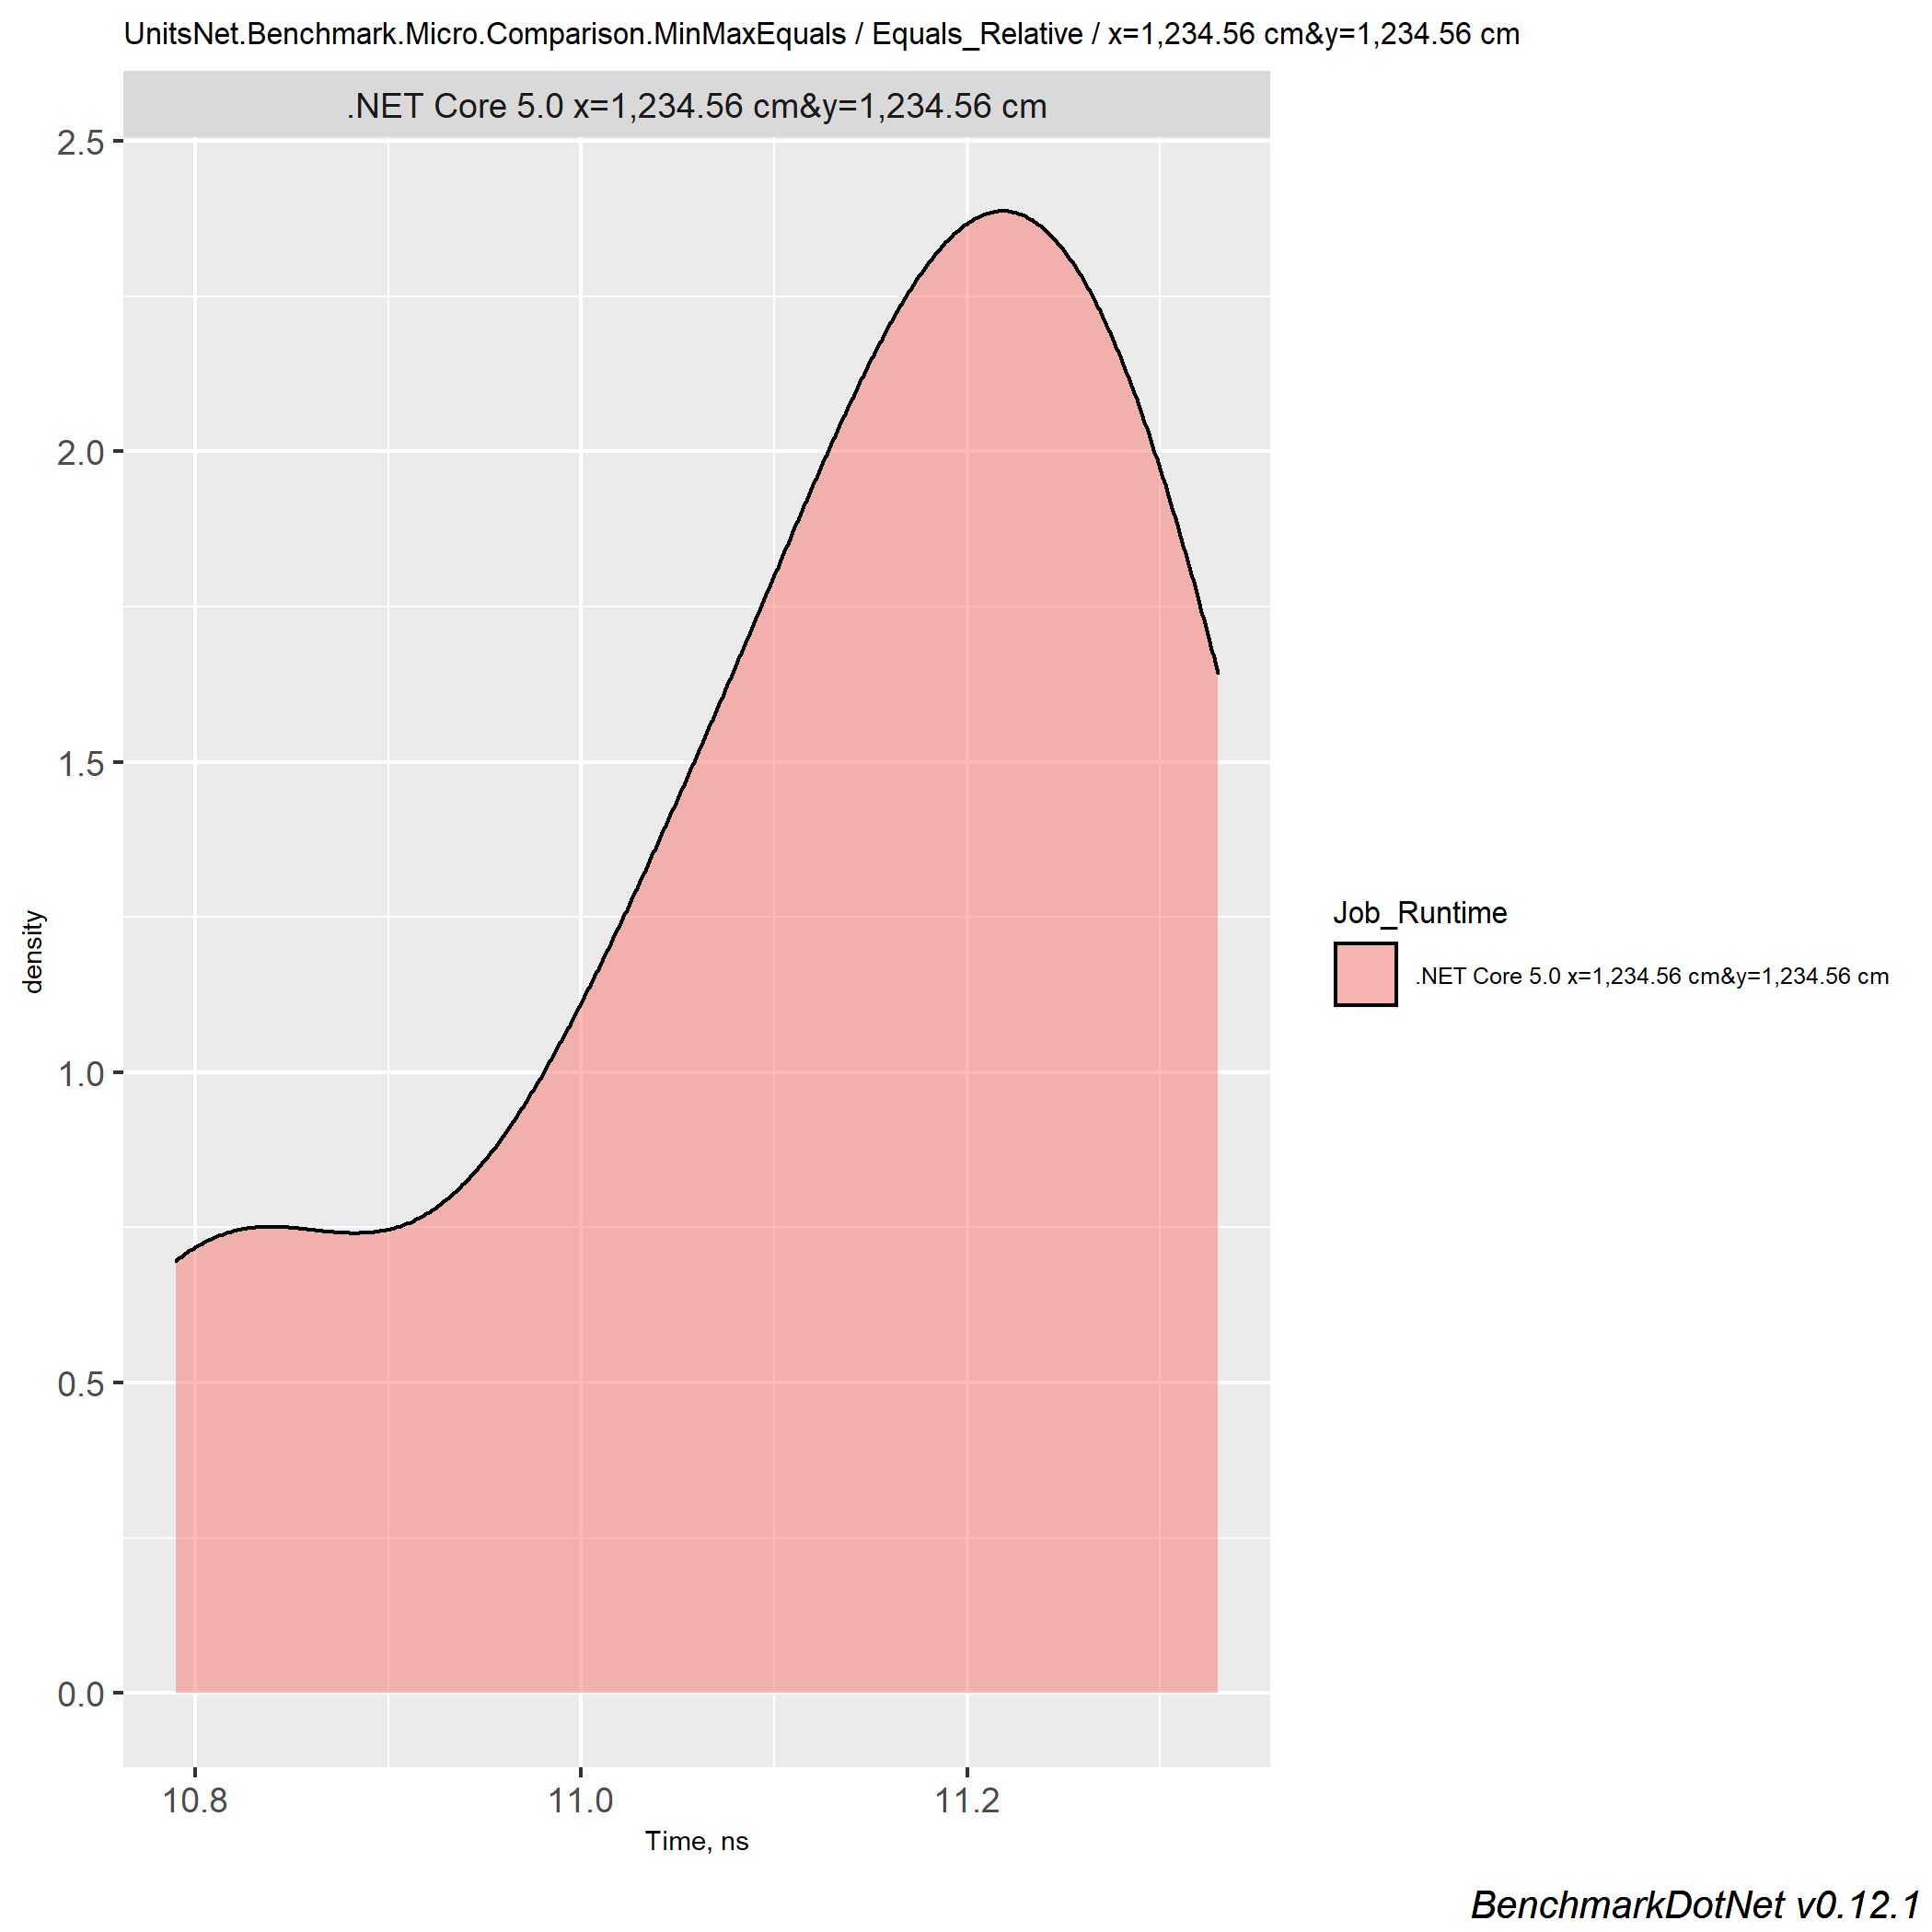 UnitsNet.Benchmark.Micro.Comparison.MinMaxEquals / Equals_Relative / x=1,234.56 cm&y=1,234.56 cm
.NET Core 5.0 x=1,234.56 cm&y=1,234.56 cm
2.5
2.0
1.5
1.0
0.5
0.0
density
10.8 11.0 11.2
Time, ns
Job_Runtime
.NET Core 5.0 x=1,234.56 cm&y=1,234.56 cm
BenchmarkDotNet v0.12.1